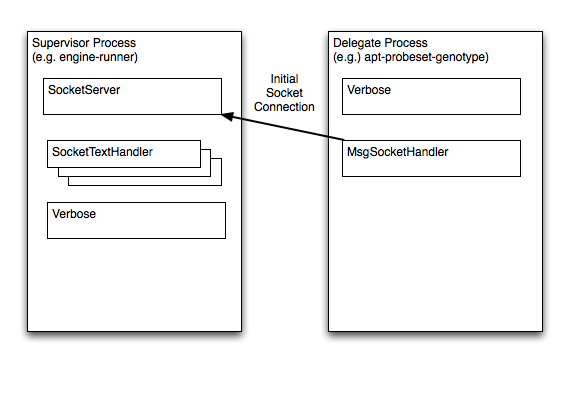 Supervisor Process
(e.g. engine-runner)
SocketServer
SocketTextHandler
Verbose
Initial
Socket
Connection
Delegate Process
(e.g.) apt-probeset-genotype)
Verbose
MsgSocketHandler